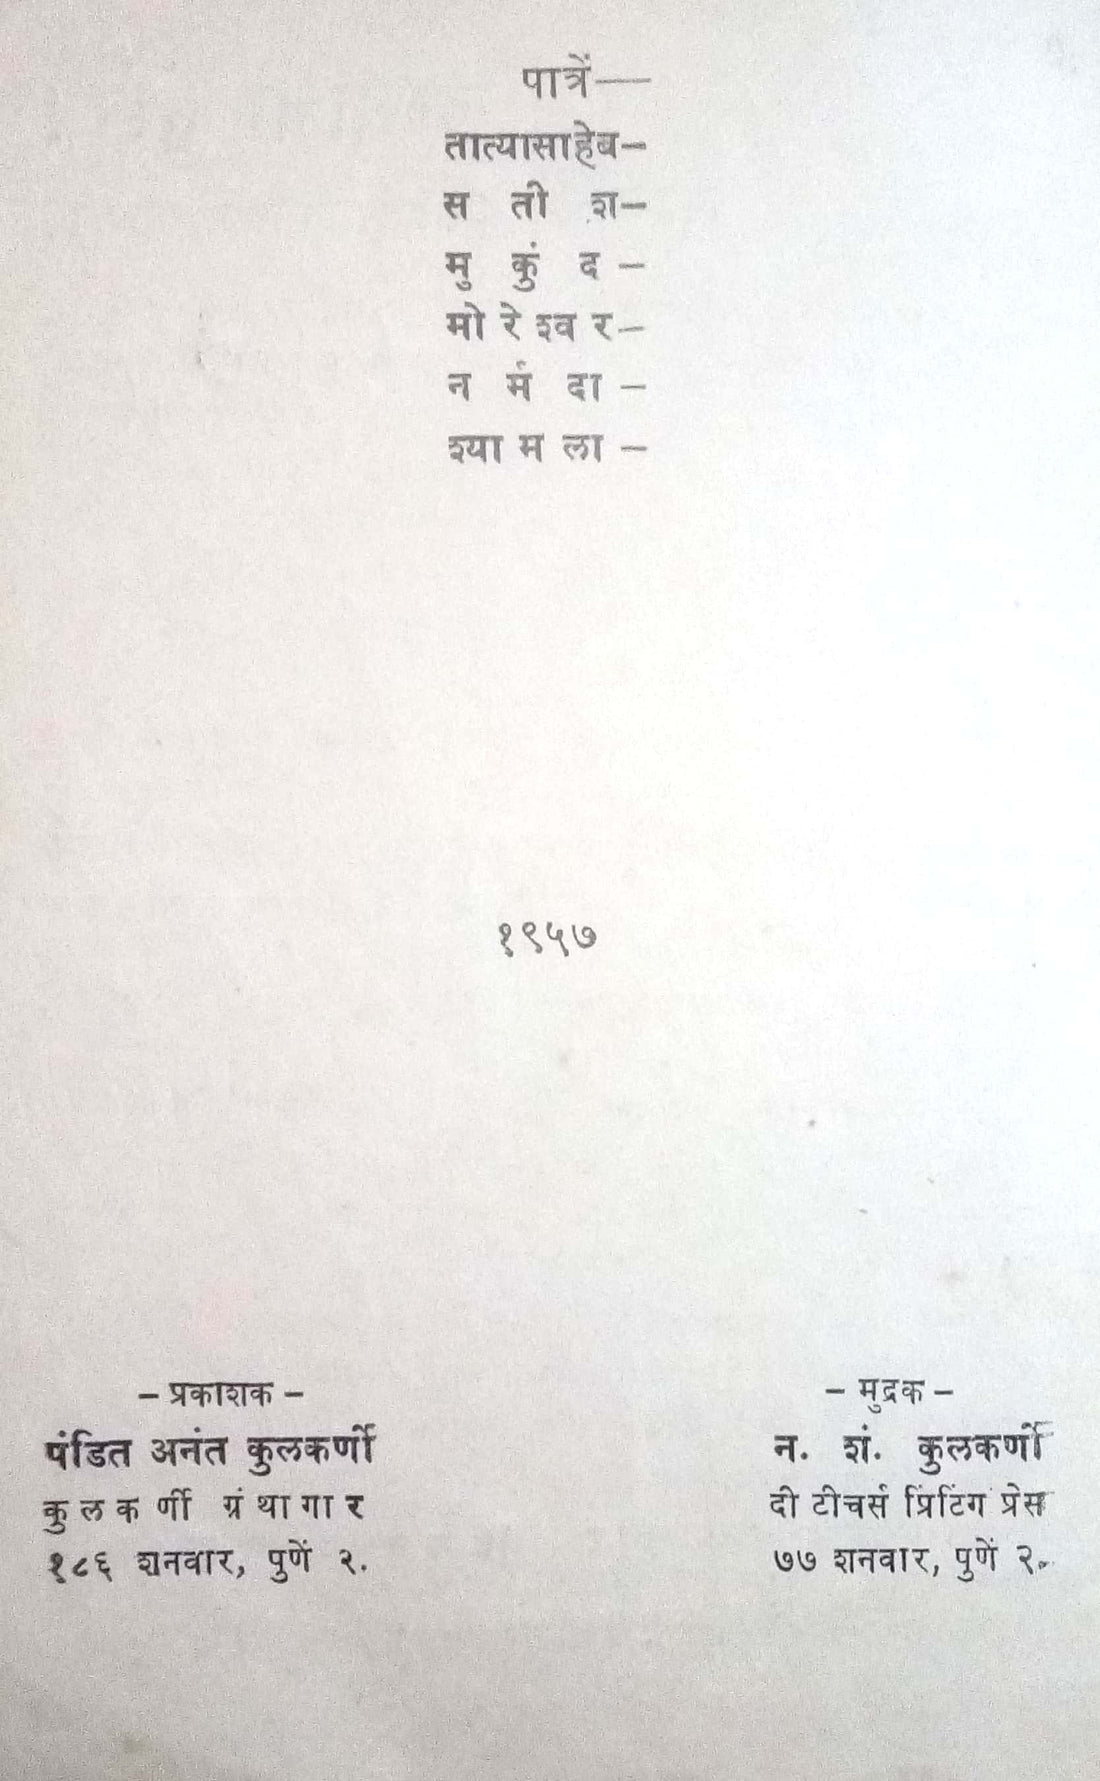 पात्रें—
तात्यासाहेब–
स ती श–
मु कुं द –
मो रे श्व र–
न र्म दा –
श्या म ला –
१९५७
– प्रकाशक –
पंडित अनंत कुलकर्णी
कु ल क र्णी ग्रं था गा र
१८६ शनवार, पुणें २.
– मुद्रक –
न. शं. कुलकर्णी
दी टीचर्स प्रिंटिंग प्रेस
७७ शनवार, पुणें २.